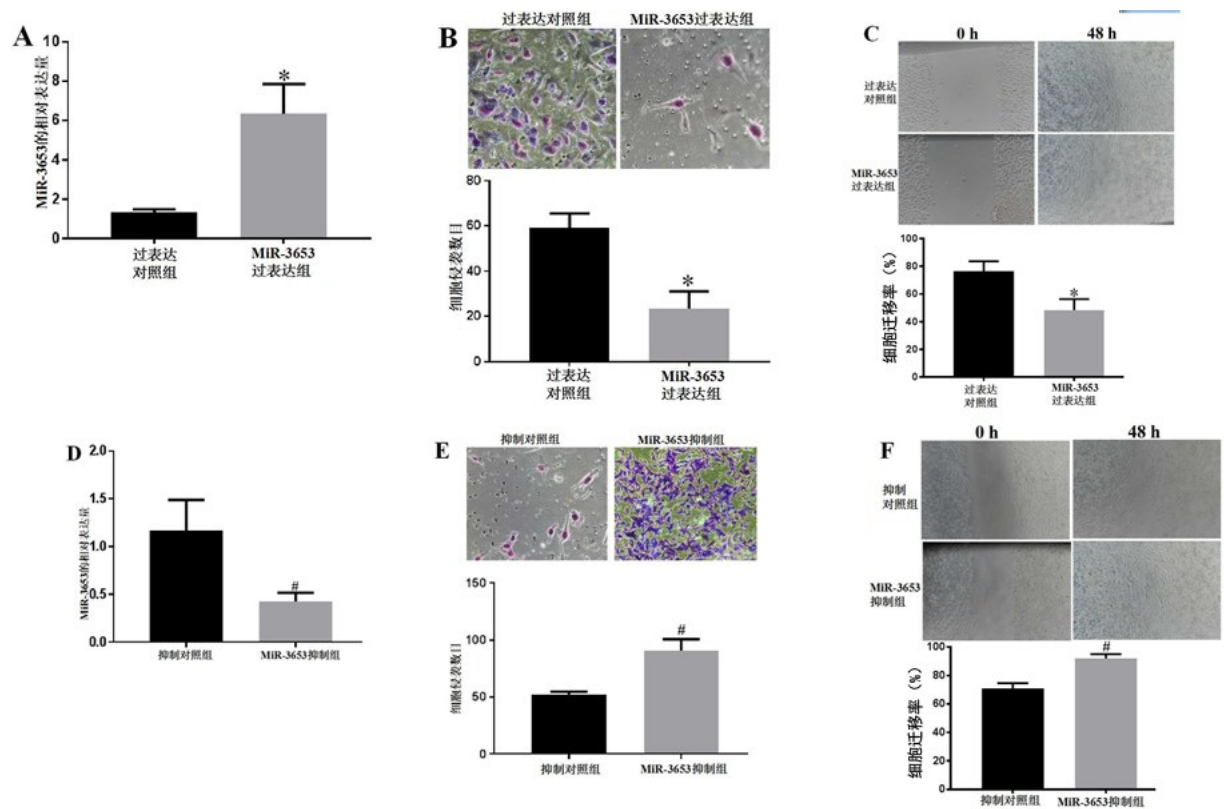 A
MiR-3653的相对表达量
10
8
6
4
2
0
*
过表达
对照组
MiR-3653
过表达组
B
过表达对照组
MiR-3653过表达组
细胞侵袭数目
80
60
40
20
0
*
过表达
对照组
MiR-3653
过表达组
C
0 h
48 h
过表达
对照组
MiR-3653
过表达组
细胞迁移率（%）
100
80
60
40
20
0
*
过表达
对照组
MiR-3653
过表达组
D
MiR-3653的相对表达量
2.0
1.5
1.0
0.5
0.0
#
抑制对照组
MiR-3653抑制组
E
抑制对照组
MiR-3653抑制组
细胞侵袭数目
150
100
50
0
#
抑制对照组
MiR-3653抑制组
F
0 h
48 h
抑制
对照组
MiR-3653
抑制组
细胞迁移率（%）
100
80
60
40
20
0
#
抑制对照组
MiR-3653抑制组